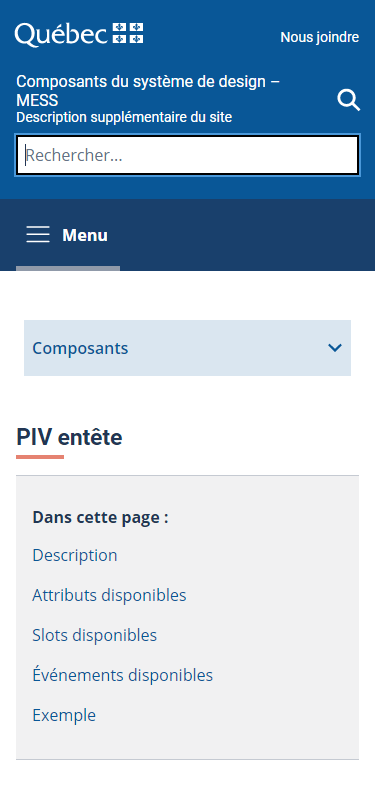 Québec
Nous joindre
Composants du système de design –
MESS
Description supplémentaire du site
Rechercher...
Menu
Composants
PIV entête
Dans cette page :
Description
Attributs disponibles
Slots disponibles
Événements disponibles
Exemple